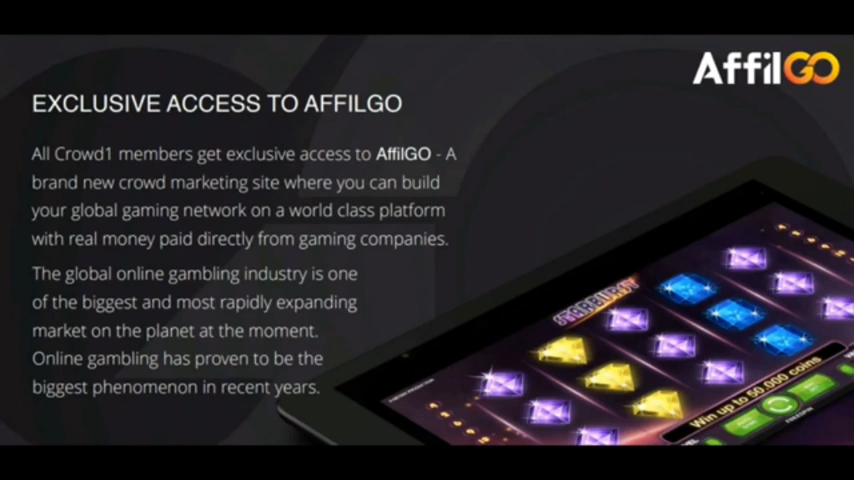 AffilGO
EXCLUSIVE ACCESS TO AFFILGO
All Crowd1 members get exclusive access to AffilGO - A
brand new crowd marketing site where you can build
your global gaming network on a world class platform
with real money paid directly from gaming companies.
The global online gambling industry is one
of the biggest and most rapidly expanding
market on the planet at the moment.
Online gambling has proven to be the
biggest phenomenon in recent years.
STARBURST
Win up to 50,000 coins